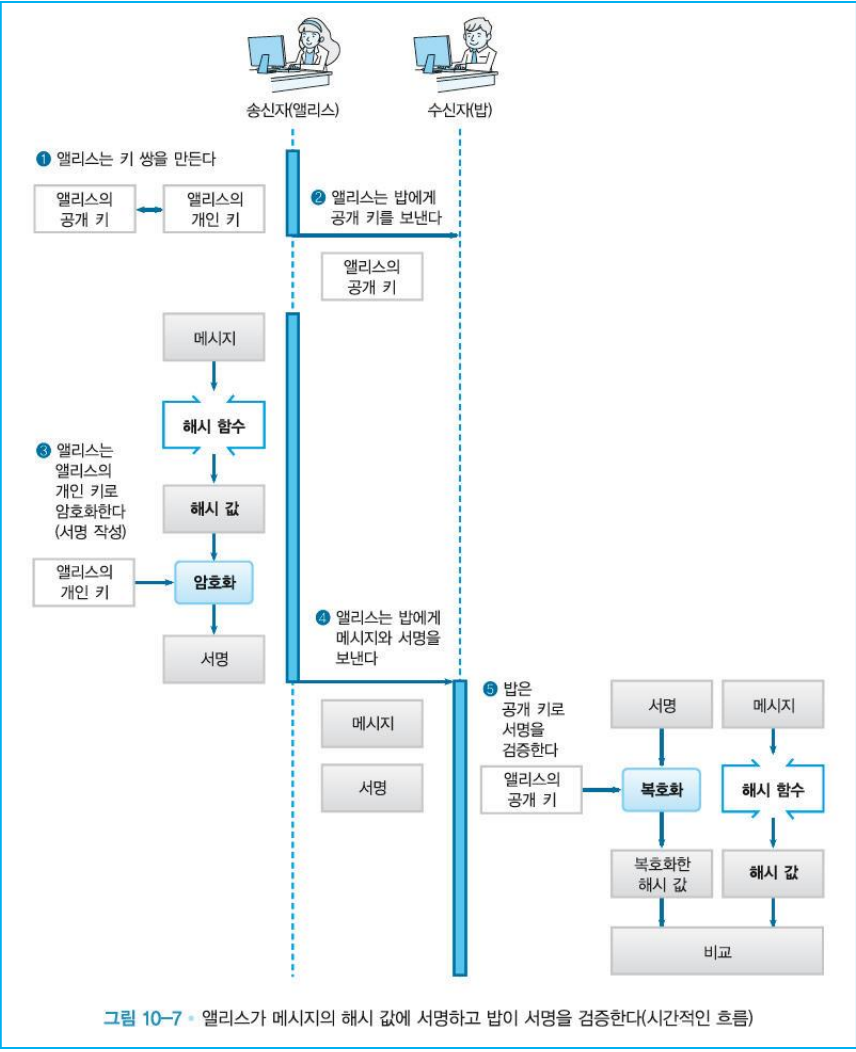 송신자(앨리스)
수신자(밥)
❶ 앨리스는 키 쌍을 만든다
앨리스의
공개 키
앨리스의
개인 키
❷ 앨리스는 밥에게
공개 키를 보낸다
앨리스의
공개 키
메시지
해시 함수
❸ 앨리스는
앨리스의
개인 키로
암호화한다
(서명 작성)
해시 값
앨리스의
개인 키
암호화
서명
❹ 앨리스는 밥에게
메시지와 서명을
보낸다
메시지
서명
❺ 밥은
공개 키로
서명을
검증한다
앨리스의
공개 키
서명
메시지
복호화
해시 함수
복호화한
해시 값
해시 값
비교
그림 10-7 • 앨리스가 메시지의 해시 값에 서명하고 밥이 서명을 검증한다(시간적인 흐름)